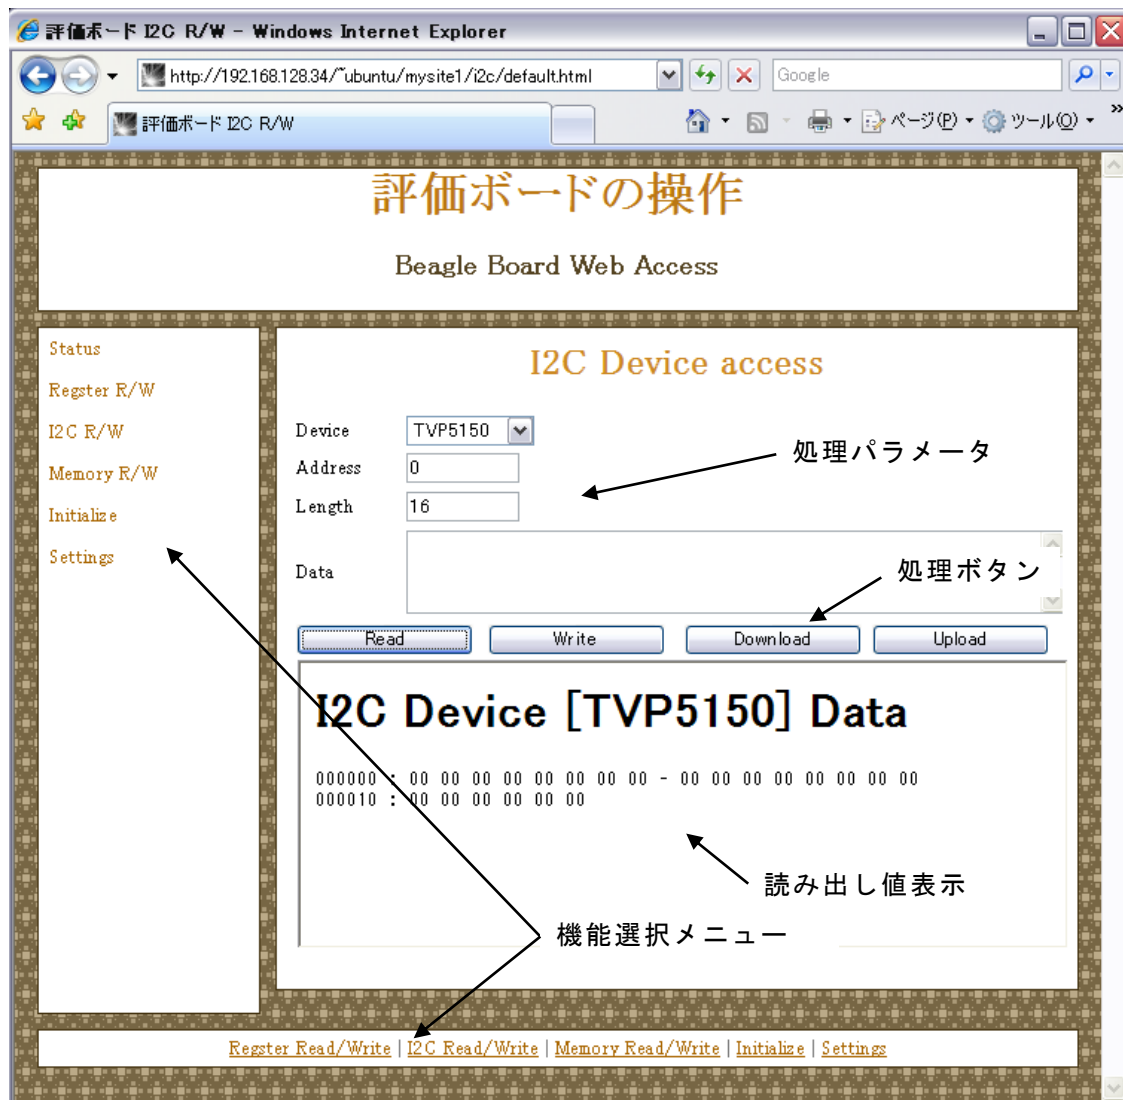 評価ボード I2C R/W - Windows Internet Explorer
http://192.168.128.34/~ubuntu/mysite1/i2c/default.html
Google
評価ボード I2C R/W
ページ(P)
ツール(O)
»
評価ボードの操作
Beagle Board Web Access
Status
Regster R/W
I2C R/W
Memory R/W
Initialize
Settings
I2C Device access
Device TVP5150
処理パラメータ
Address 0
Length 16
Data
処理ボタン
Read Write Download Upload
I2C Device [TVP5150] Data
000000 : 00 00 00 00 00 00 00 00 - 00 00 00 00 00 00 00 00
000010 : 00 00 00 00 00 00
読み出し値表示
機能選択メニュー
Regster Read/Write | I2C Read/Write | Memory Read/Write | Initialize | Settings